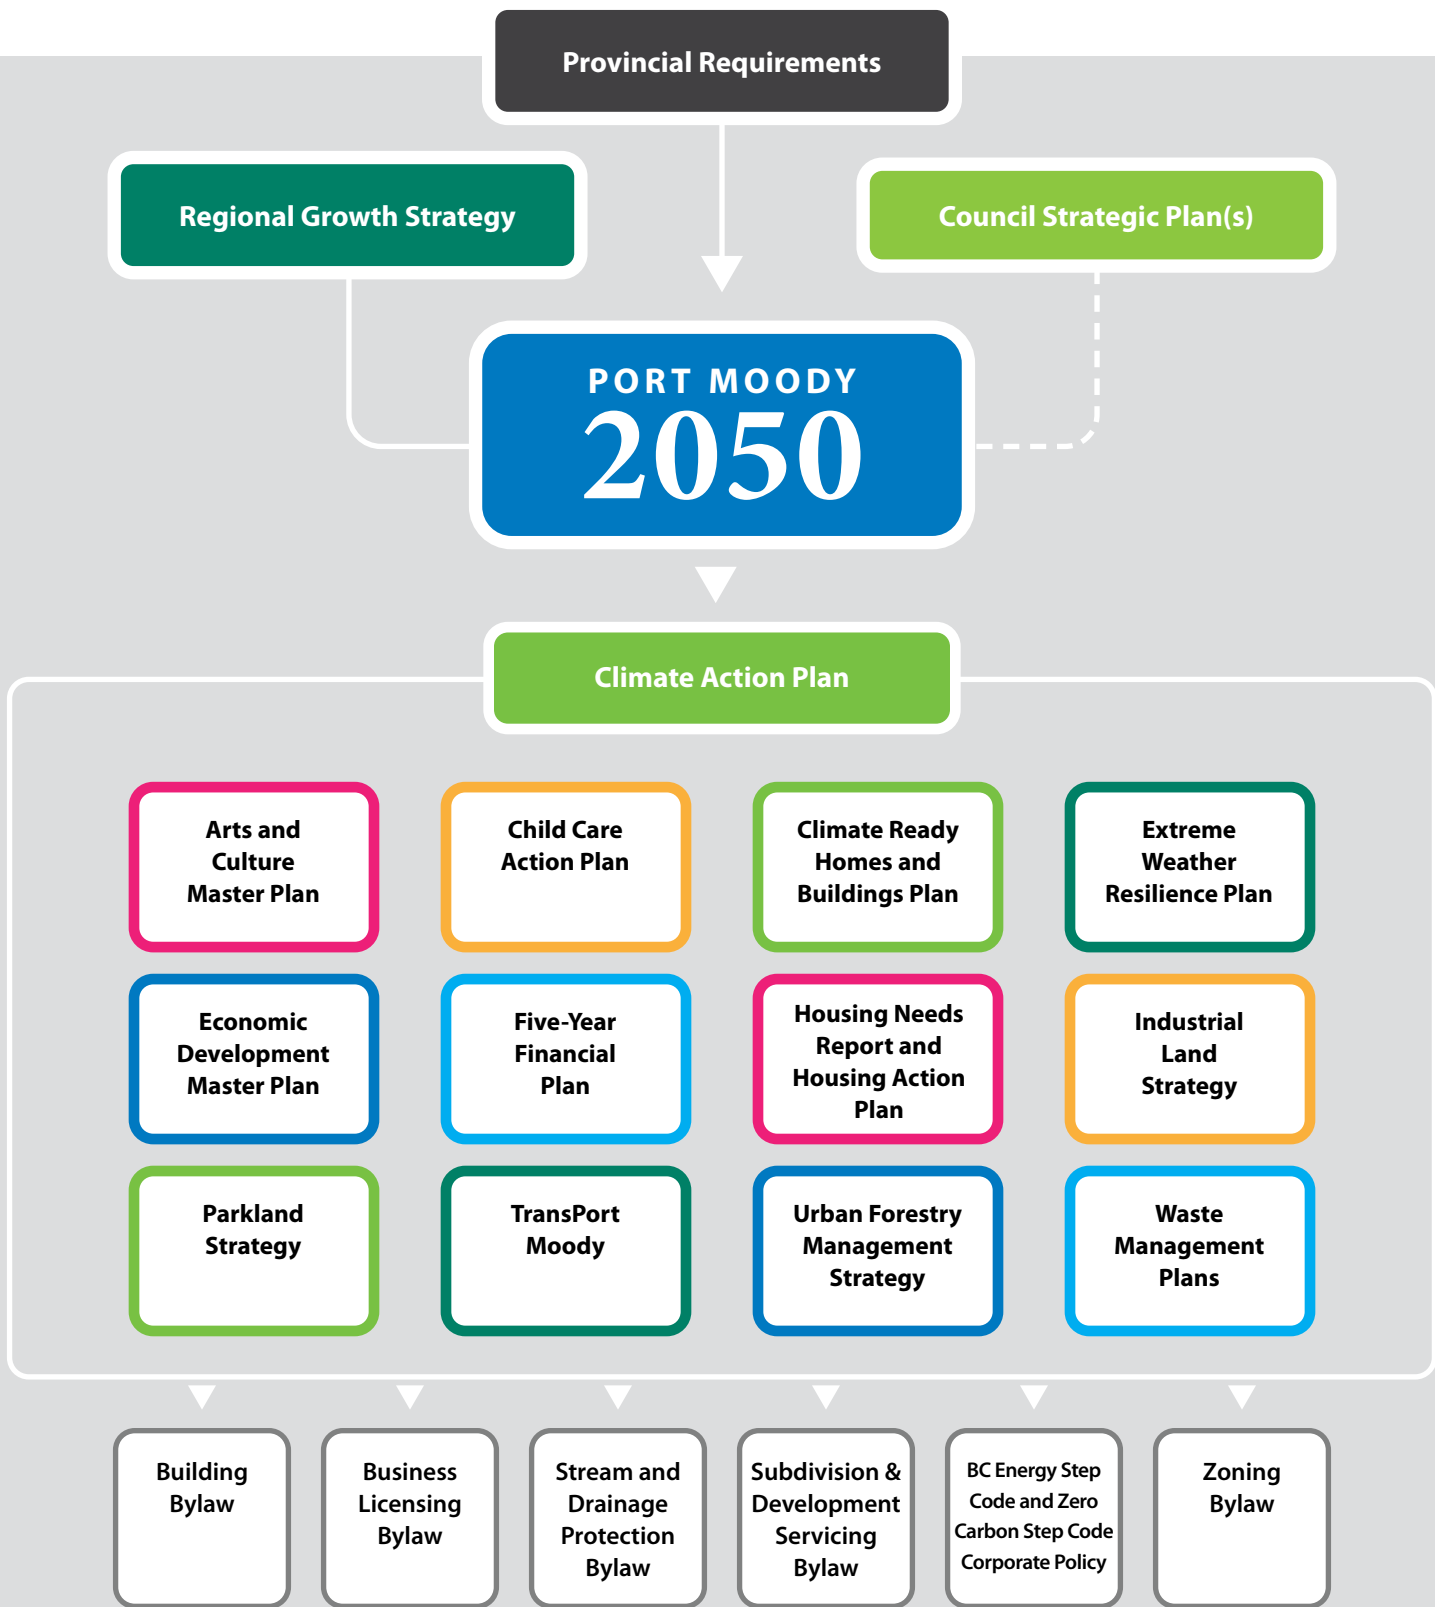 Provincial Requirements
Regional Growth Strategy
Council Strategic Plan(s)
PORT MOODY
2050
Climate Action Plan
Arts and
Culture
Master Plan
Child Care
Action Plan
Climate Ready
Homes and
Buildings Plan
Extreme
Weather
Resilience Plan
Economic
Development
Master Plan
Five-Year
Financial
Plan
Housing Needs
Report and
Housing Action
Plan
Industrial
Land
Strategy
Parkland
Strategy
TransPort
Moody
Urban Forestry
Management
Strategy
Waste
Management
Plans
Building
Bylaw
Business
Licensing
Bylaw
Stream and
Drainage
Protection
Bylaw
Subdivision &
Development
Servicing
Bylaw
BC Energy Step
Code and Zero
Carbon Step Code
Corporate Policy
Zoning
Bylaw